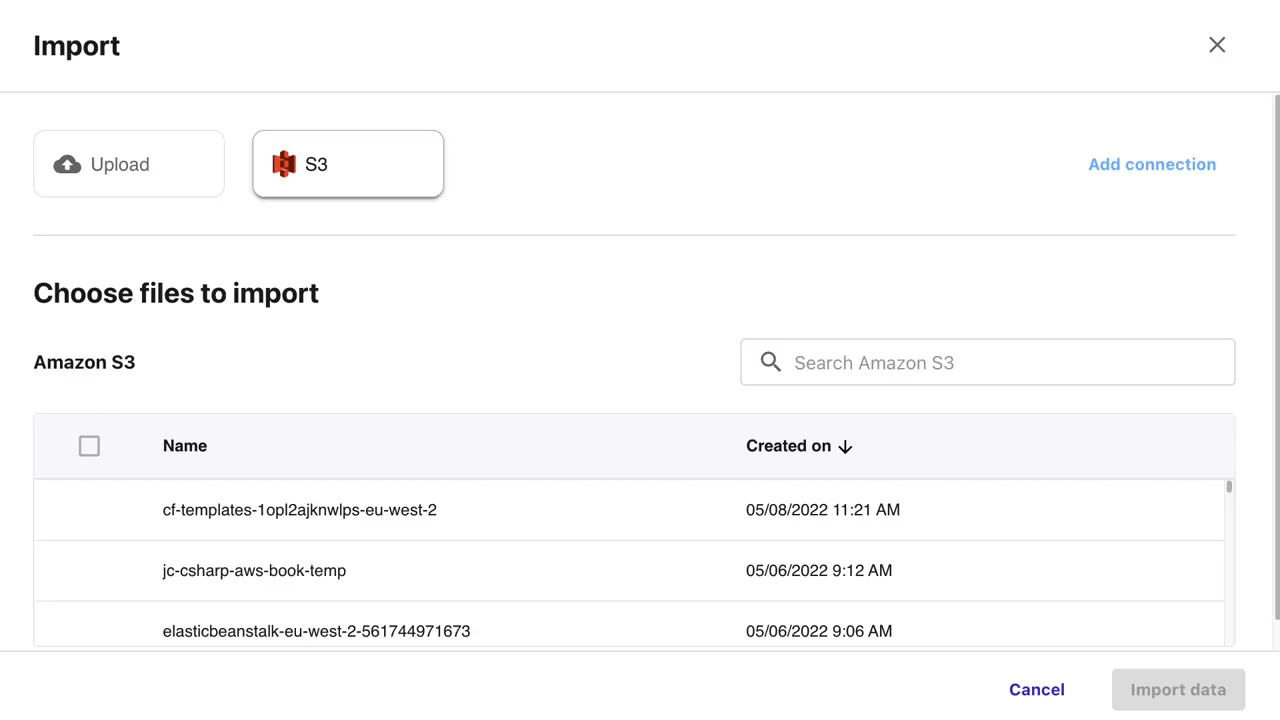 Import
Upload
S3
Add connection
Choose files to import
Amazon S3
Search Amazon S3
Name Created on
cf-templates-1opl2ajknwlps-eu-west-2 05/08/2022 11:21 AM
jc-csharp-aws-book-temp 05/06/2022 9:12 AM
elasticbeanstalk-eu-west-2-561744971673 05/06/2022 9:06 AM
Cancel
Import data